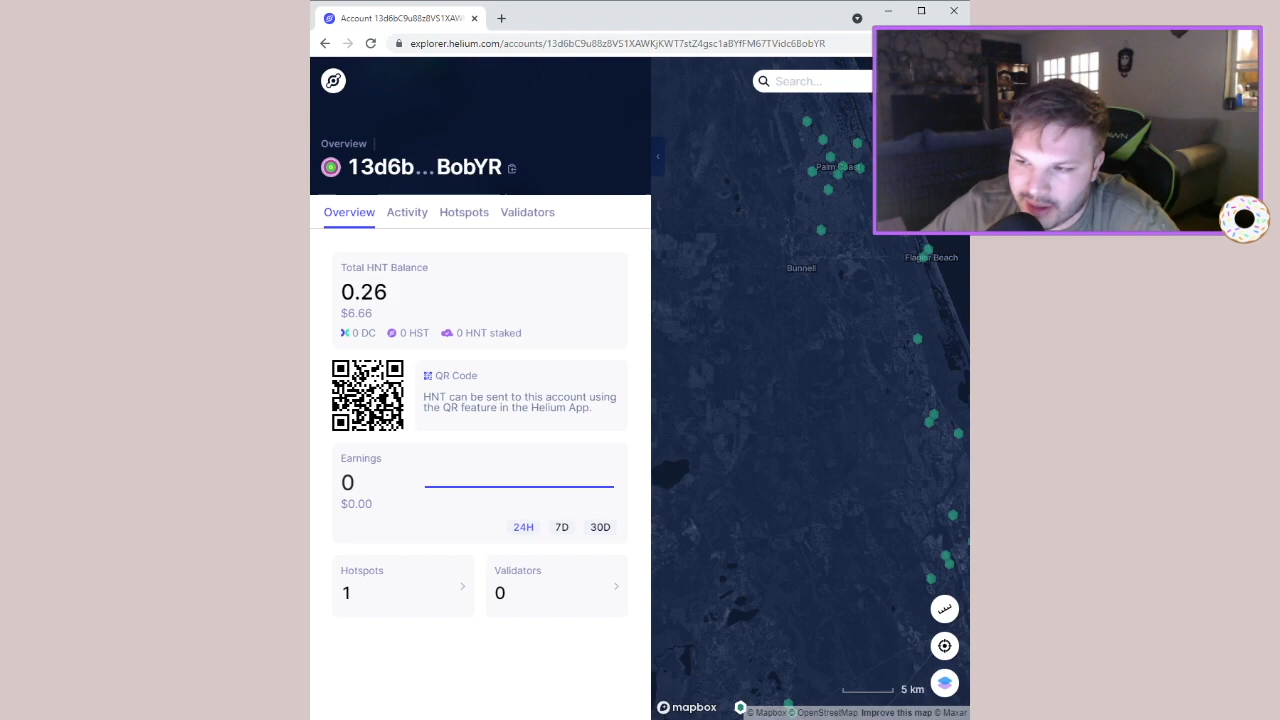 Account 13d6bC9u88z8VS1XAW
explorer.helium.com/accounts/13d6bC9u88z8VS1XAWKjKWT7stZ4gsc1aBYfFM67TVidc6BobYR
Search...
Overview
13d6b...BobYR
Overview Activity Hotspots Validators
Total HNT Balance
0.26
$6.66
0 DC 0 HST 0 HNT staked
QR Code
HNT can be sent to this account using
the QR feature in the Helium App.
Earnings
0
$0.00
24H 7D 30D
Hotspots
1
Validators
0
Palm Coast
Bunnell
Flagler Beach
5 km
mapbox
© Mapbox © OpenStreetMap Improve this map © Maxar